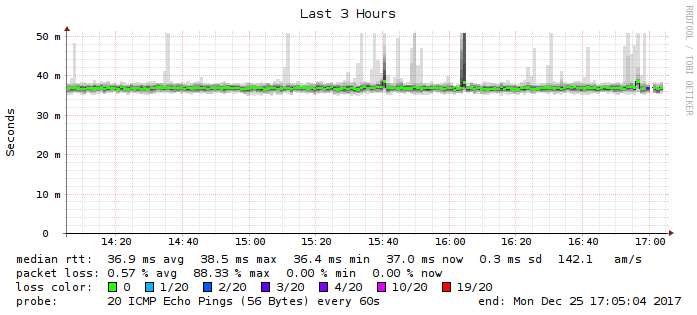 Last 3 Hours
RRDTOOL / TOBI OETIKER
Seconds
50 m
40 m
30 m
20 m
10 m
0
14:20 14:40 15:00 15:20 15:40 16:00 16:20 16:40 17:00
median rtt: 36.9 ms avg 38.5 ms max 36.4 ms min 37.0 ms now 0.3 ms sd 142.1 am/s
packet loss: 0.57 % avg 88.33 % max 0.00 % min 0.00 % now
loss color: 0 1/20 2/20 3/20 4/20 10/20 19/20
probe: 20 ICMP Echo Pings (56 Bytes) every 60s end: Mon Dec 25 17:05:04 2017